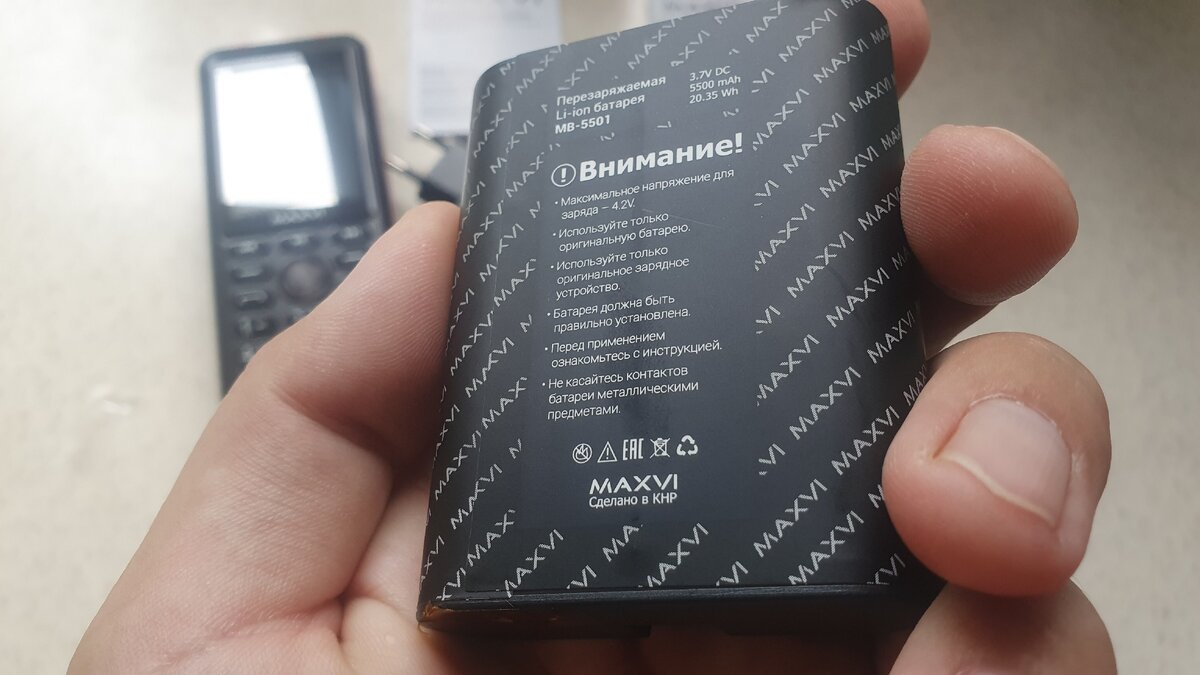 Перезаряжаемая
Li-ion батарея
MB-5501
3.7V DC
5500 mAh
20.35 Wh
Внимание!
• Максимальное напряжение для
заряда – 4.2V.
• Используйте только
оригинальную батарею.
• Используйте только
оригинальное зарядное
устройство.
• Батарея должна быть
правильно установлена.
• Перед применением
ознакомьтесь с инструкцией.
• Не касайтесь контактов
батареи металлическими
предметами.
EAC
MAXVI
Сделано в КНР
MAXVI